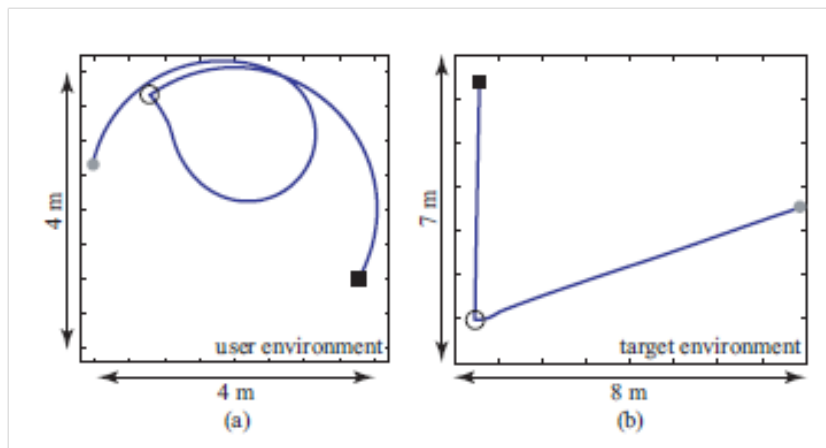 4 m
user environment
4 m
(a)
7 m
target environment
8 m
(b)